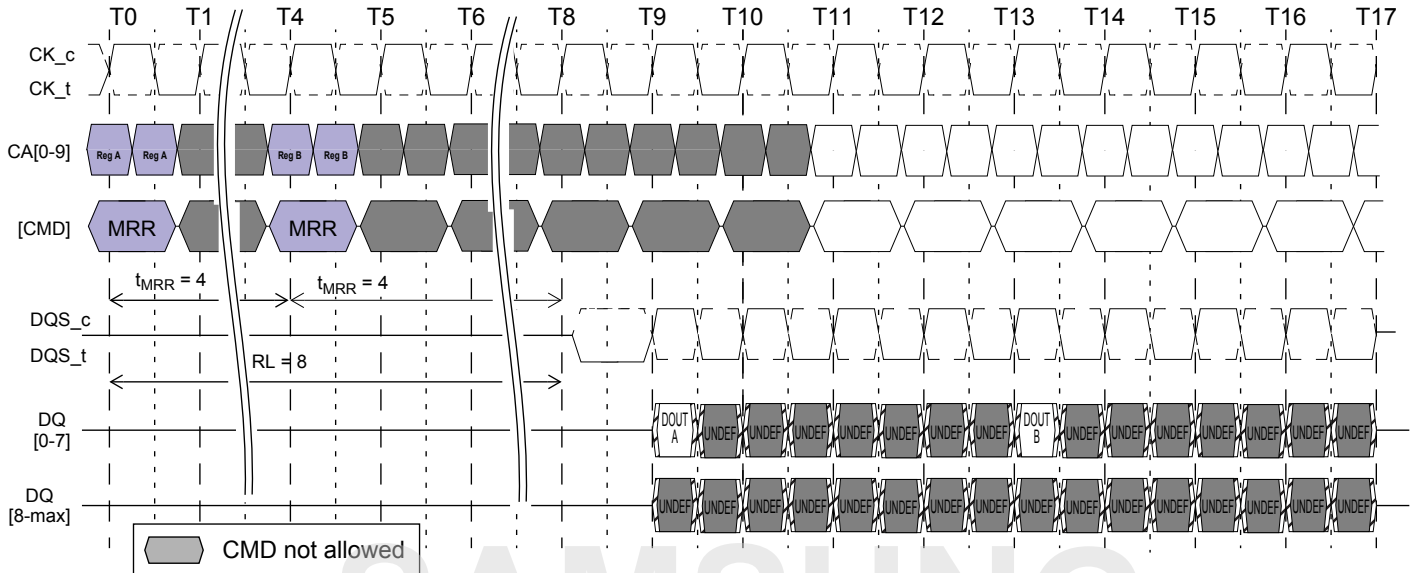 T0 T1 T4 T5 T6 T8 T9 T10 T11 T12 T13 T14 T15 T16 T17
CK_c
CK_t
CA[0-9] Reg A Reg A Reg B Reg B
[CMD] MRR MRR
tMRR = 4 tMRR = 4
DQS_c
DQS_t
RL = 8
DQ
[0-7] DOUT A UNDEF UNDEF UNDEF UNDEF UNDEF UNDEF UNDEF DOUT B UNDEF UNDEF UNDEF UNDEF UNDEF UNDEF UNDEF
DQ
[8-max] UNDEF UNDEF UNDEF UNDEF UNDEF UNDEF UNDEF UNDEF UNDEF UNDEF UNDEF UNDEF UNDEF UNDEF UNDEF UNDEF
CMD not allowed
SAMSUNG